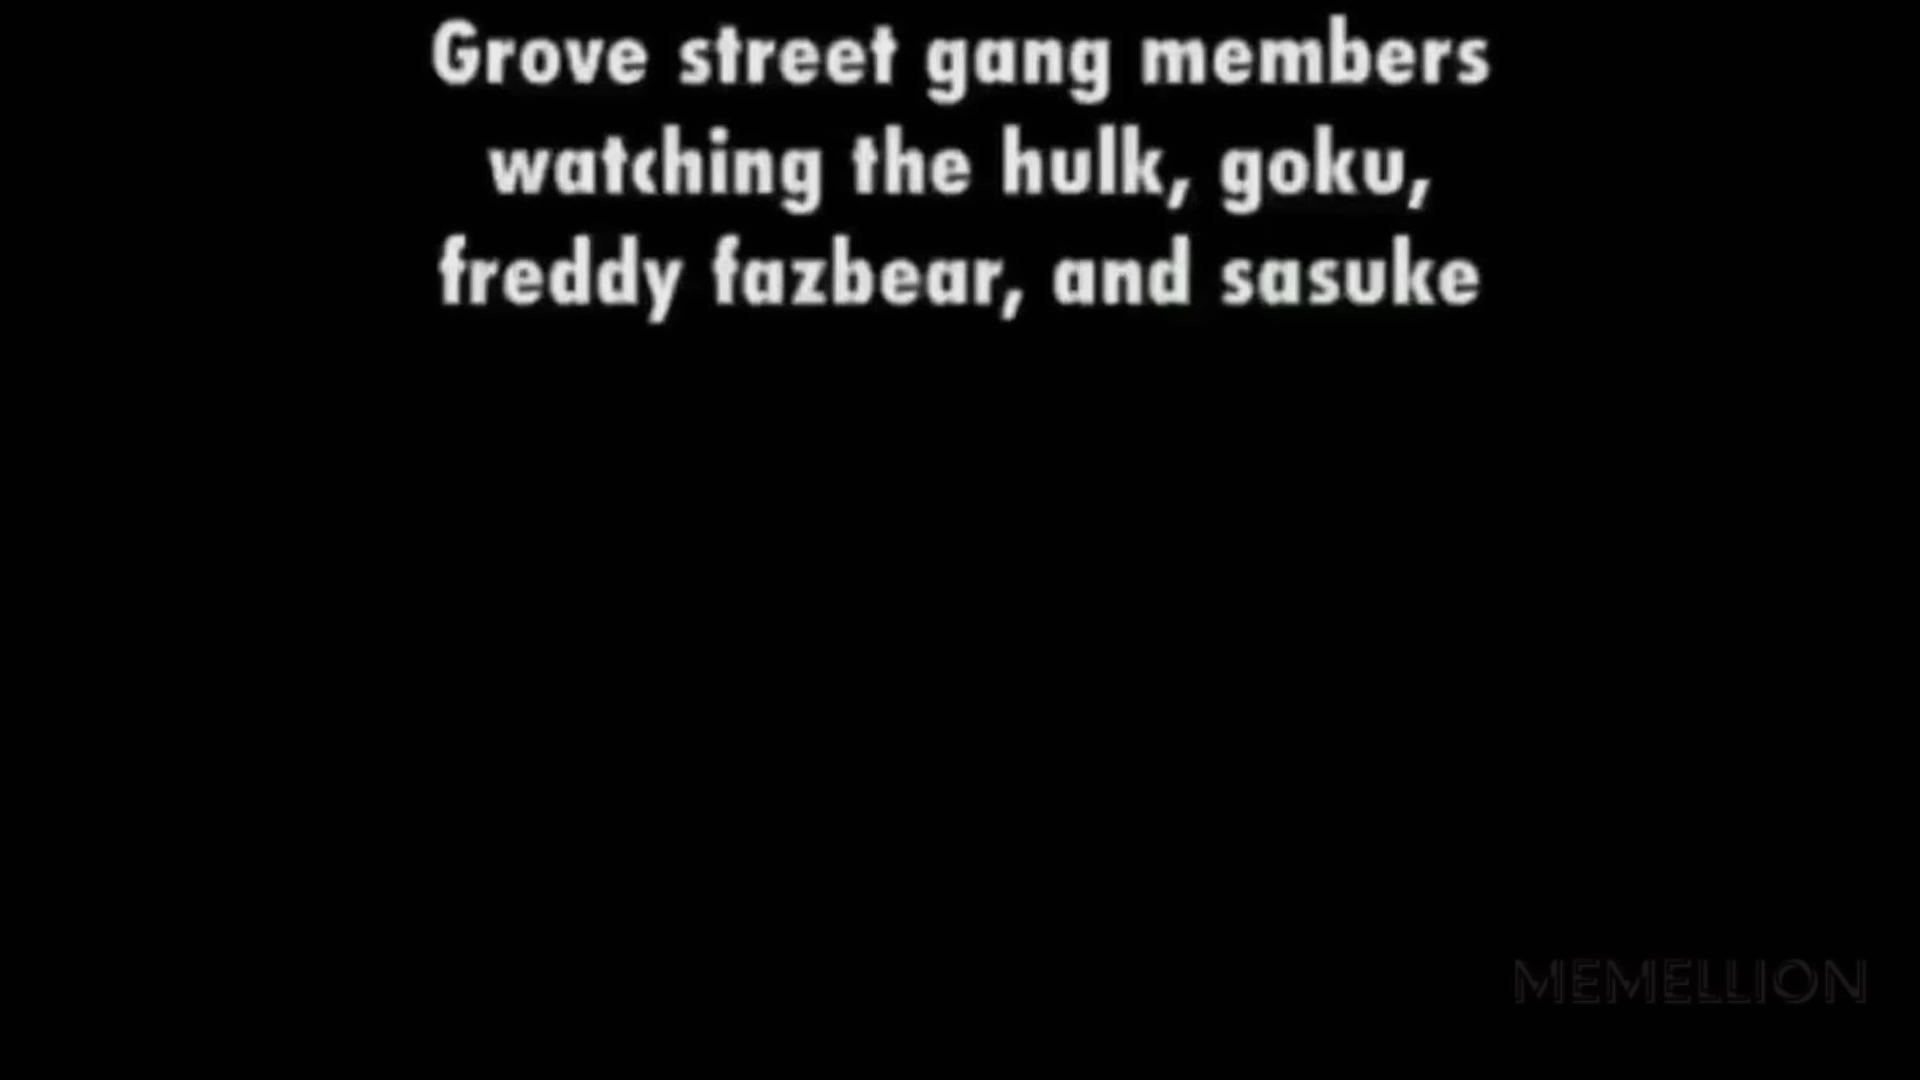 Grove street gang members
watching the hulk, goku,
freddy fazbear, and sasuke
MEMELLION